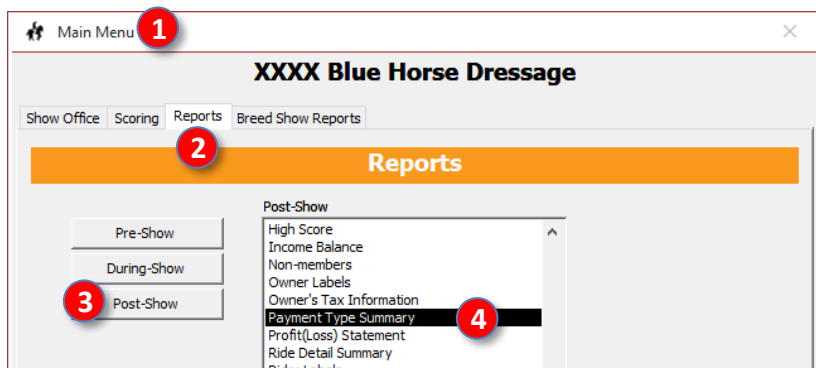 Main Menu 1
XXXX Blue Horse Dressage
Show Office Scoring Reports Breed Show Reports
2
Reports
Post-Show
Pre-Show
During-Show
3 Post-Show
High Score
Income Balance
Non-members
Owner Labels
Owner's Tax Information
Payment Type Summary 4
Profit(Loss) Statement
Ride Detail Summary